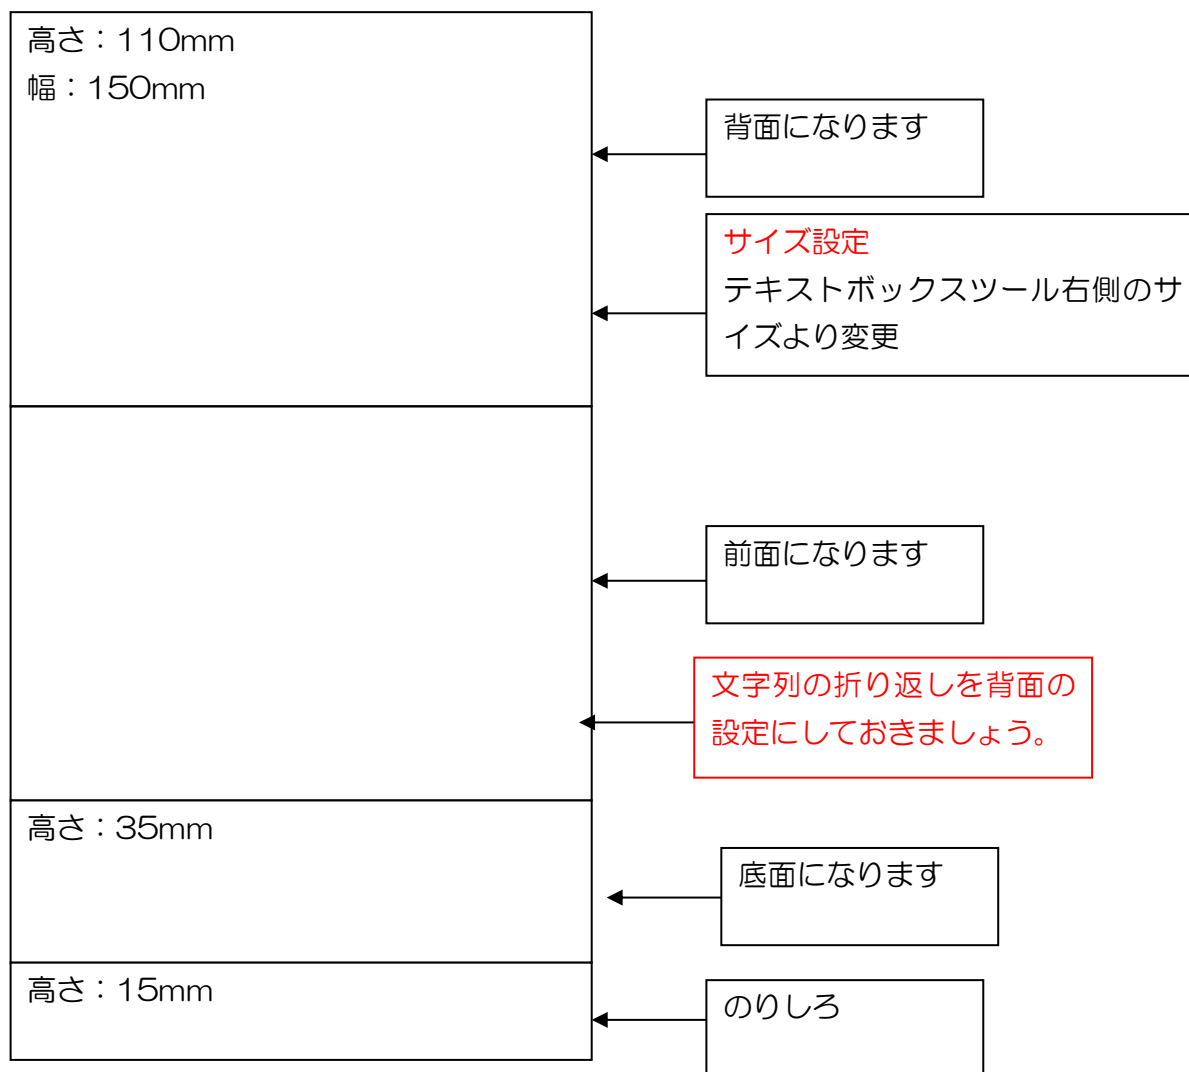 高さ：110mm
幅：150mm
背面になります
サイズ設定
テキストボックスツール右側のサ
イズより変更
前面になります
文字列の折り返しを背面の
設定にしておきましょう。
高さ：35mm
底面になります
高さ：15mm
のりしろ